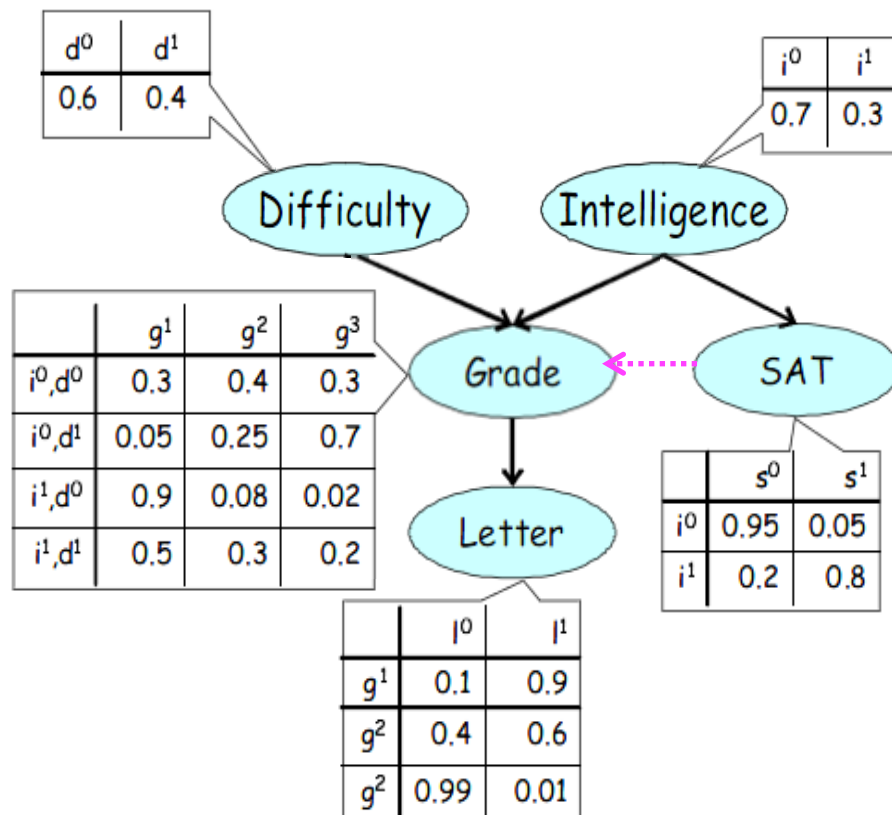 d⁰ d¹
0.6 0.4
i⁰ i¹
0.7 0.3
Difficulty
Intelligence
g¹ g² g³
i⁰,d⁰ 0.3 0.4 0.3
i⁰,d¹ 0.05 0.25 0.7
i¹,d⁰ 0.9 0.08 0.02
i¹,d¹ 0.5 0.3 0.2
Grade
SAT
s⁰ s¹
i⁰ 0.95 0.05
i¹ 0.2 0.8
Letter
l⁰ l¹
g¹ 0.1 0.9
g² 0.4 0.6
g² 0.99 0.01